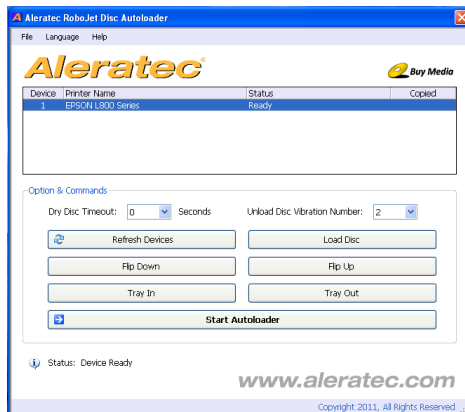 Aleratec RoboJet Disc Autoloader
File Language Help
Aleratec
Buy Media
Device Printer Name Status Copied
1 EPSON L800 Series Ready
Option & Commands
Dry Disc Timeout: 0 Seconds Unload Disc Vibration Number: 2
Refresh Devices Load Disc
Flip Down Flip Up
Tray In Tray Out
Start Autoloader
Status: Device Ready
www.aleratec.com
Copyright 2011, All Rights Reserved